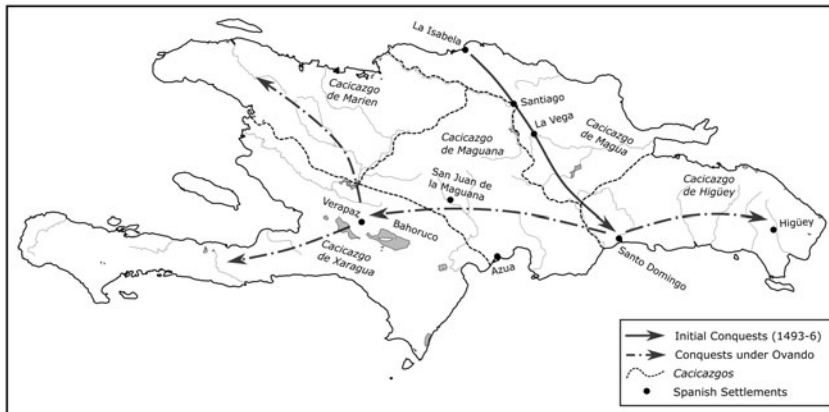 La Isabela
Cacicazgo
de Marien
Santiago
La Vega
Cacicazgo
de Magua
Cacicazgo
de Maguana
San Juan de
la Maguana
Cacicazgo
de Higüey
Verapaz
Bahoruco
Higüey
Cacicazgo
de Xaragua
Azua
Santo Domingo
Initial Conquests (1493-6)
Conquests under Ovando
Cacicazgos
Spanish Settlements